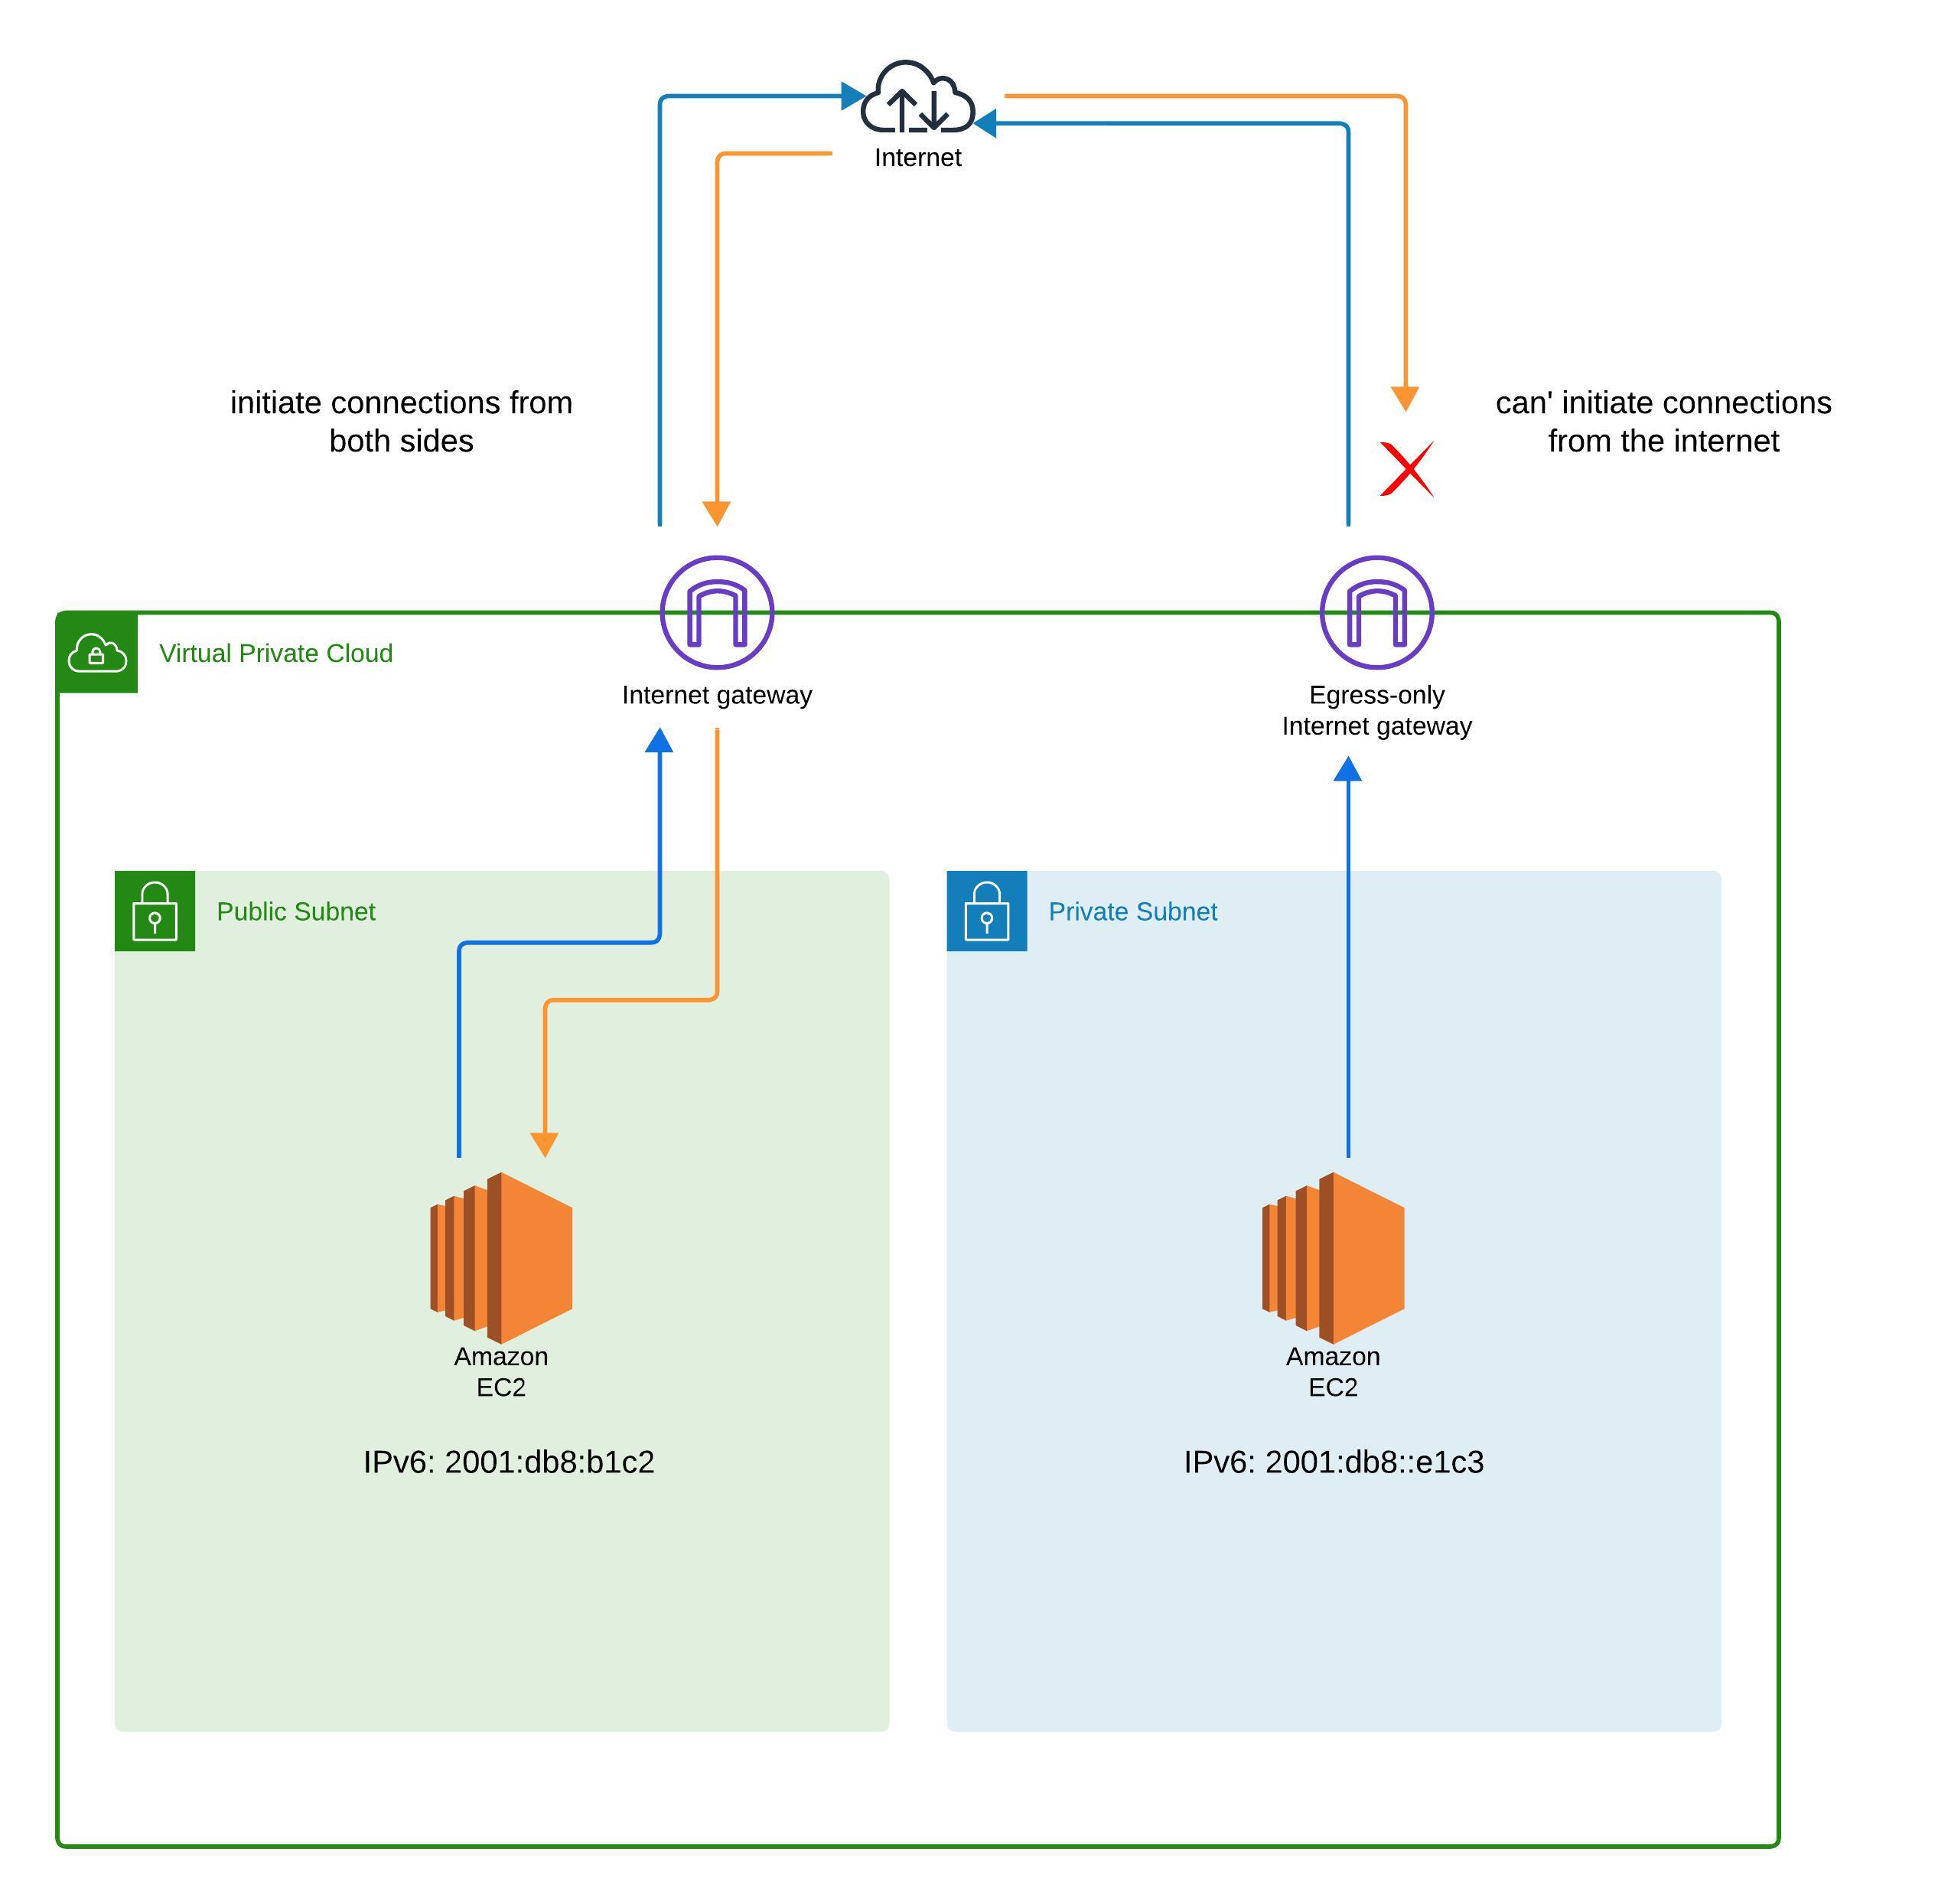 Internet
initiate connections from
both sides
can' initiate connections
from the internet
Virtual Private Cloud
Internet gateway
Egress-only
Internet gateway
Public Subnet
Private Subnet
Amazon
EC2
IPv6: 2001:db8:b1c2
Amazon
EC2
IPv6: 2001:db8::e1c3